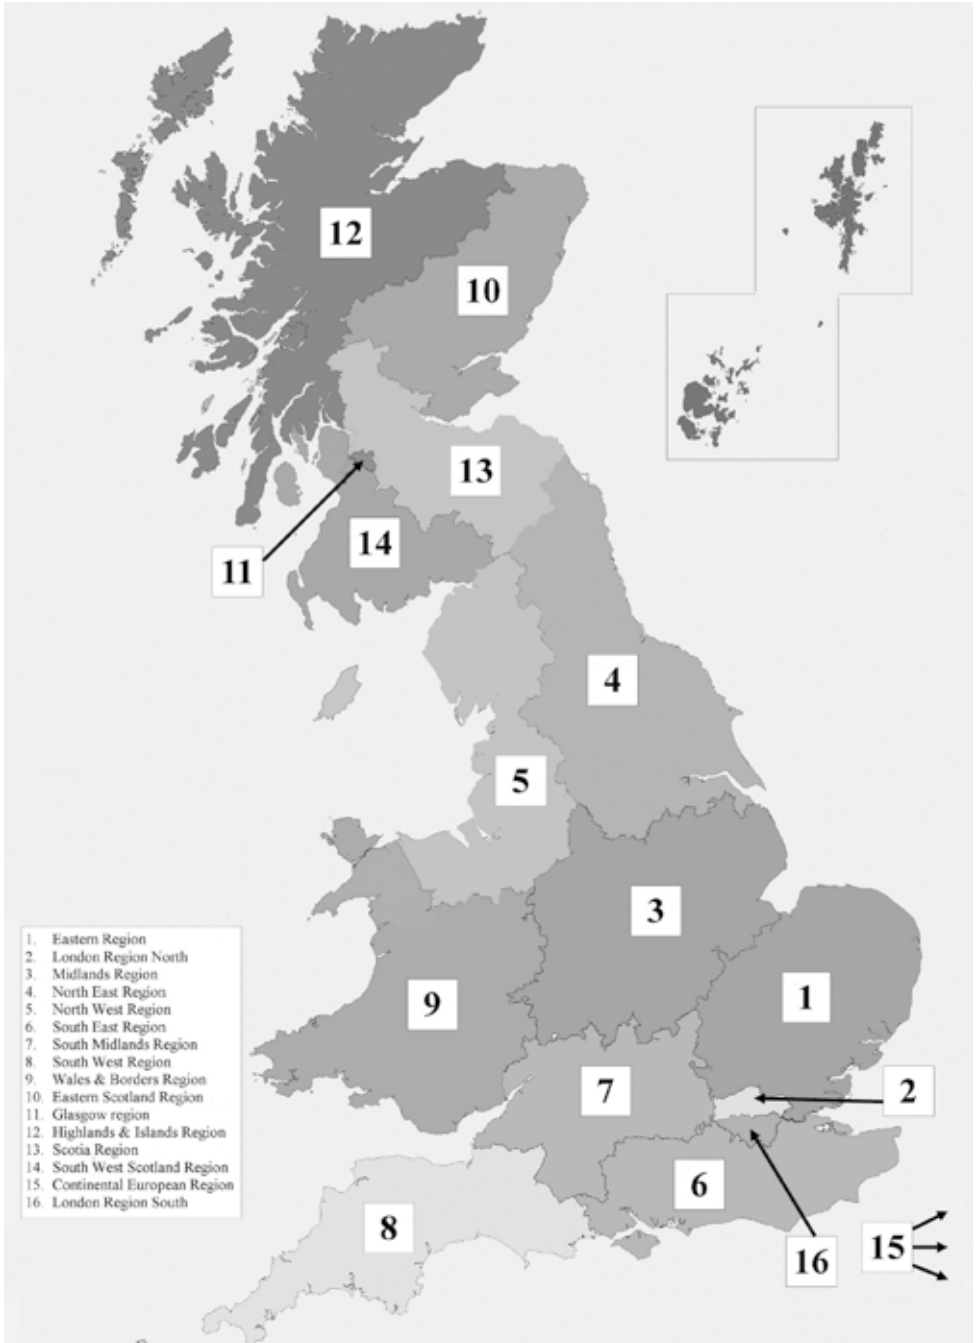 12
10
13
14
11
4
5
3
1. Eastern Region
2. London Region North
3. Midlands Region
4. North East Region
5. North West Region
6. South East Region
7. South Midlands Region
8. South West Region
9. Wales & Borders Region
10. Eastern Scotland Region
11. Glasgow region
12. Highlands & Islands Region
13. Scotia Region
14. South West Scotland Region
15. Continental European Region
16. London Region South
9
1
7
2
6
8
16
15